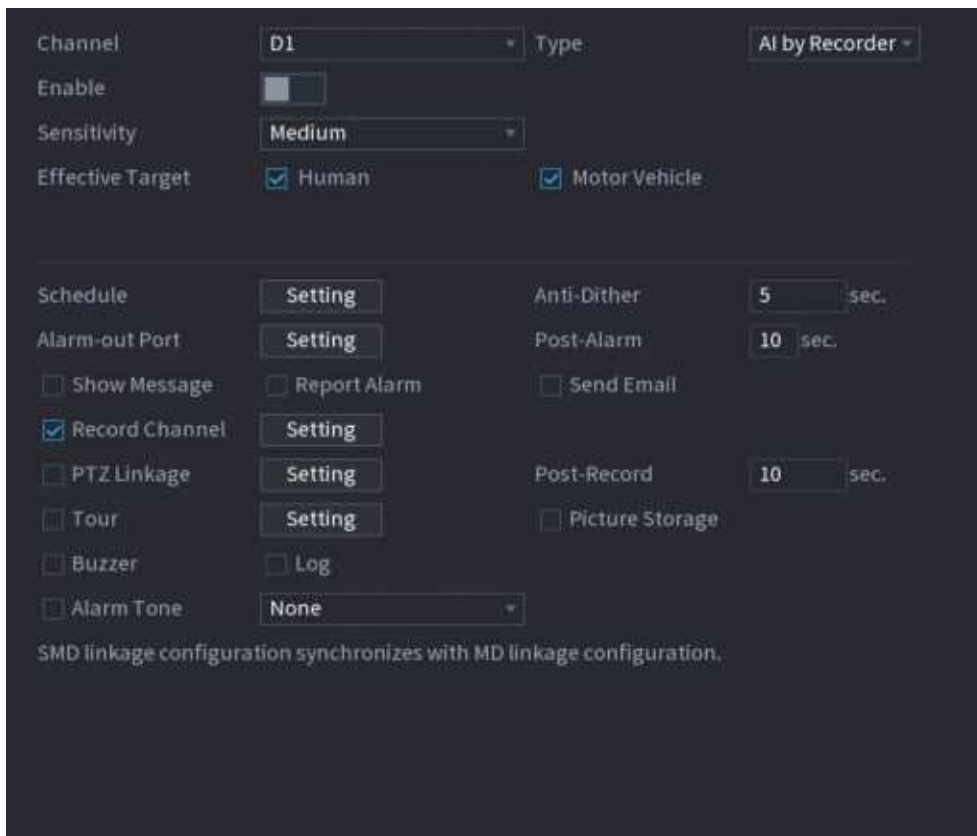 Channel D1 Type AI by Recorder
Enable
Sensitivity Medium
Effective Target Human Motor Vehicle
Schedule Setting Anti-Dither 5 sec.
Alarm-out Port Setting Post-Alarm 10 sec.
Show Message Report Alarm Send Email
Record Channel Setting
PTZ Linkage Setting Post-Record 10 sec.
Tour Setting Picture Storage
Buzzer Log
Alarm Tone None
SMD linkage configuration synchronizes with MD linkage configuration.